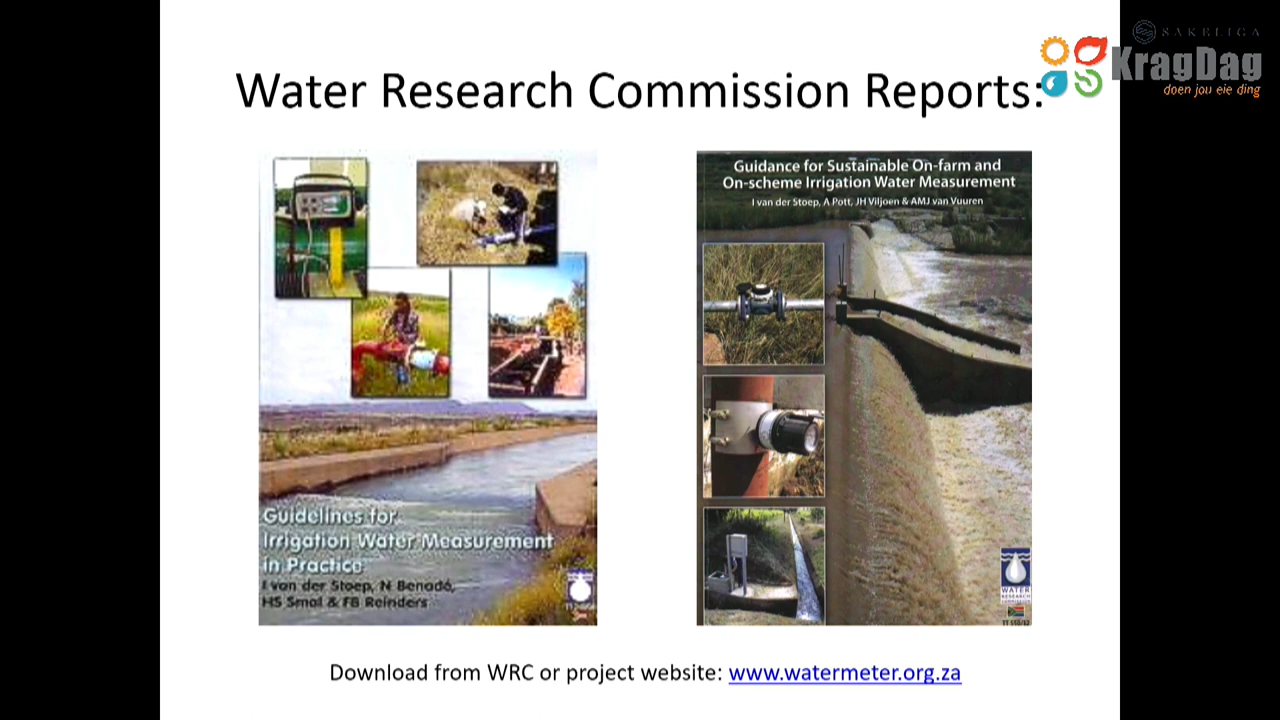 SAKELIGA
KragDag
doen jou eie ding
Water Research Commission Reports:
Guidelines for
Irrigation Water Measurement
in Practice
I van der Stoep, N Benadé,
HS Smal & FB Reinders
Guidance for Sustainable On-farm and
On-scheme Irrigation Water Measurement
I van der Stoep, A Pott, JH Viljoen & AMJ van Vuuren
WATER
RESEARCH
COMMISSION
Download from WRC or project website: www.watermeter.org.za